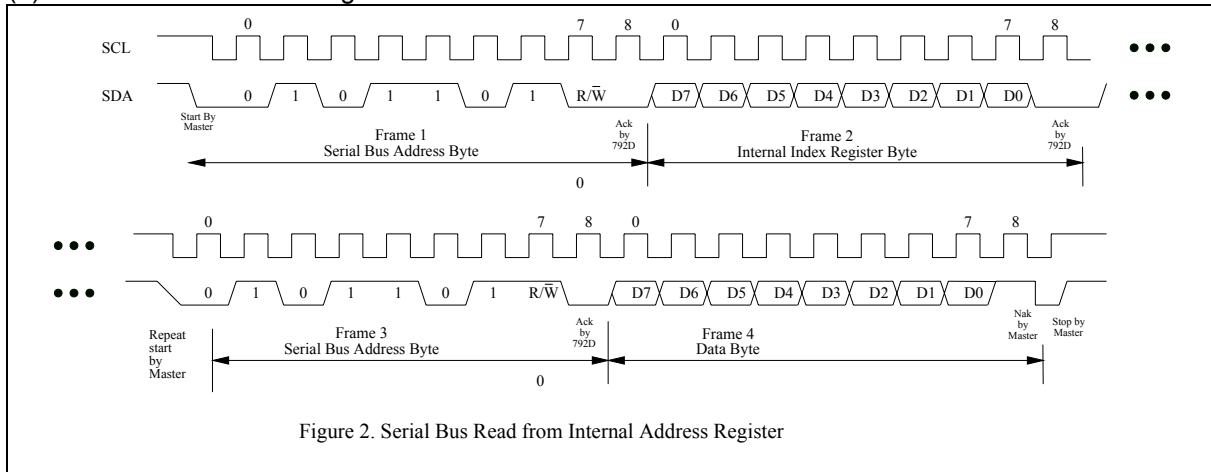 0 7 8 0 7 8
SCL
SDA 0 1 0 1 1 0 1 R/W̅ D7 D6 D5 D4 D3 D2 D1 D0
Start By
Master
Frame 1
Serial Bus Address Byte
Ack
by
792D
Frame 2
Internal Index Register Byte
Ack
by
792D
0
0 7 8 0 7 8
0 1 0 1 1 0 1 R/W̅ D7 D6 D5 D4 D3 D2 D1 D0
Repeat
start
by
Master
Frame 3
Serial Bus Address Byte
Ack
by
792D
Frame 4
Data Byte
Nak
by
Master
Stop by
Master
0
Figure 2. Serial Bus Read from Internal Address Register